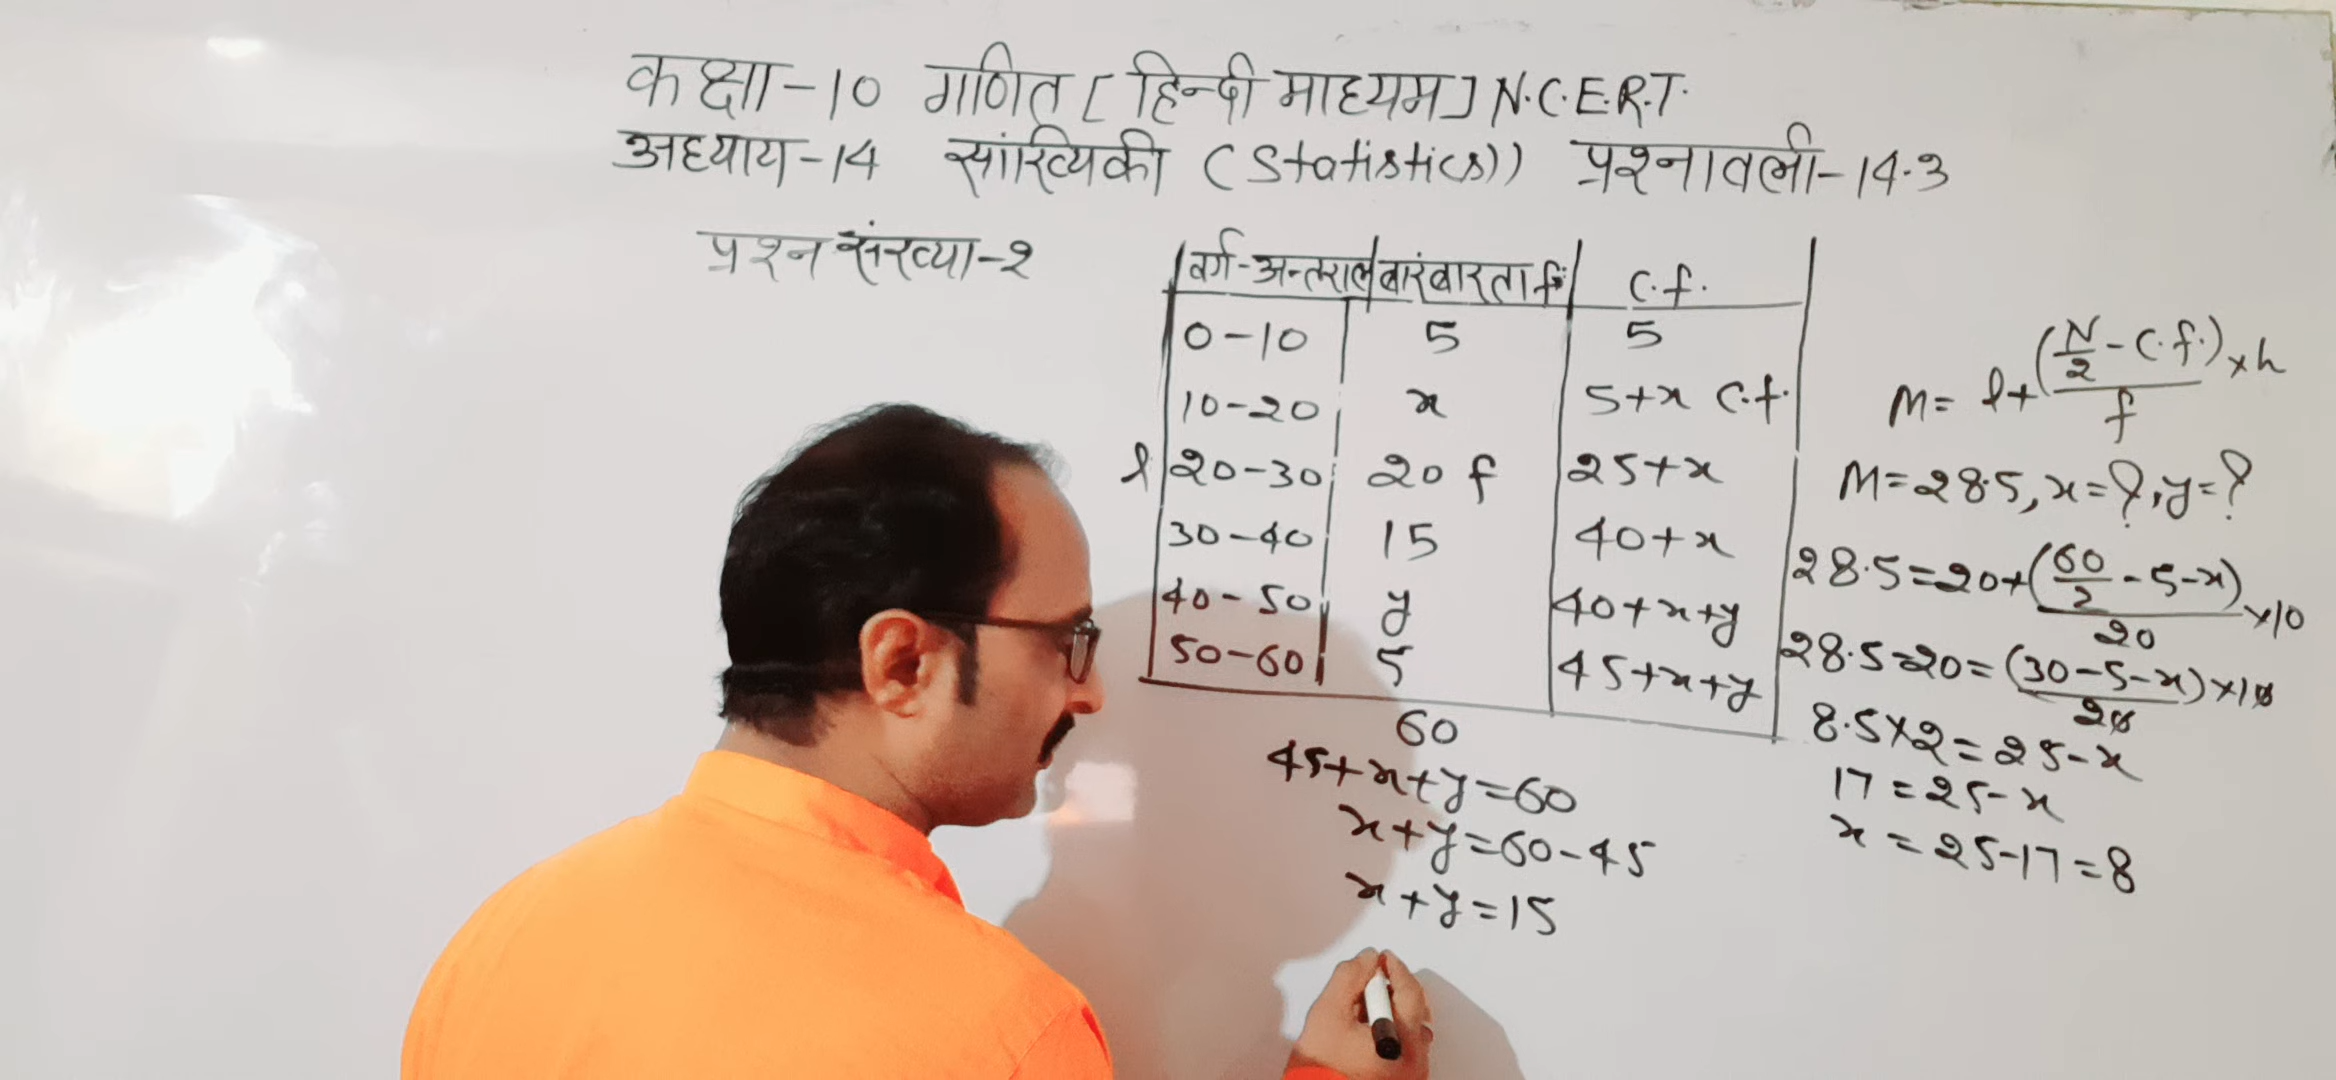 कक्षा-10 गणित [हिन्दी माध्यम] N.C.E.R.T.
अध्याय-14 सांख्यिकी (Statistics)) प्रश्नावली-14.3
प्रश्न संख्या-२
वर्ग-अन्तराल बारंबारता fi c.f.
0-10 5 5
10-20 x 5+x c.f.
l 20-30 20 f 25+x
30-40 15 40+x
40-50 y 40+x+y
50-60 5 45+x+y
60
45+x+y=60
x+y=60-45
x+y=15
M= l+(N/2-c.f.)/f ×h
M=28.5, x=?, y=?
28.5=20+(60/2-5-x)/20 ×10
28.5-20=(30-5-x)/20 ×10
8.5×2=25-x
17=25-x
x=25-17=8